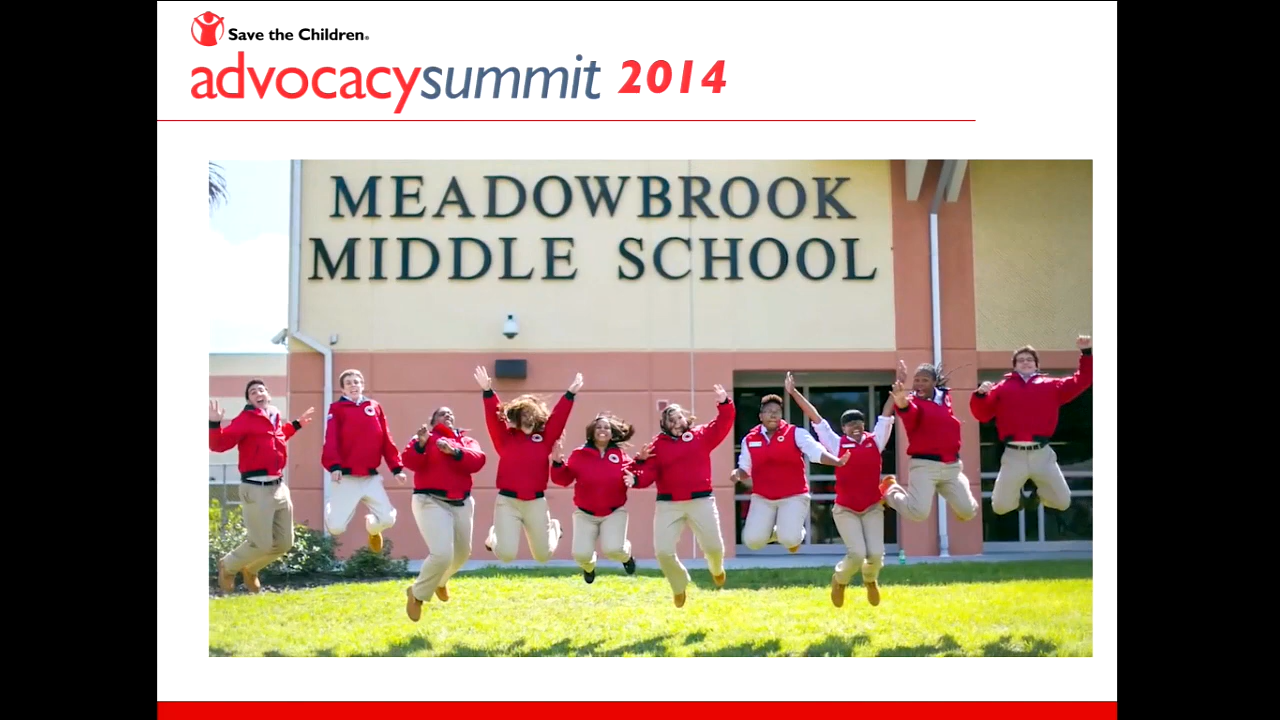 Save the Children.
advocacysummit 2014
MEADOWBROOK
MIDDLE SCHOOL